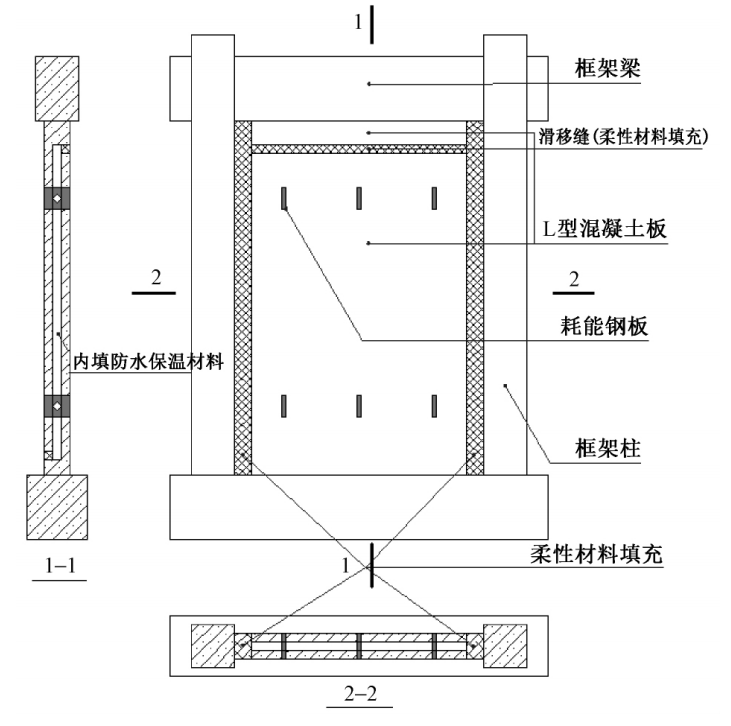 1
框架梁
滑移缝(柔性材料填充)
L型混凝土板
2
2
耗能钢板
内填防水保温材料
框架柱
1-1
1
柔性材料填充
2-2